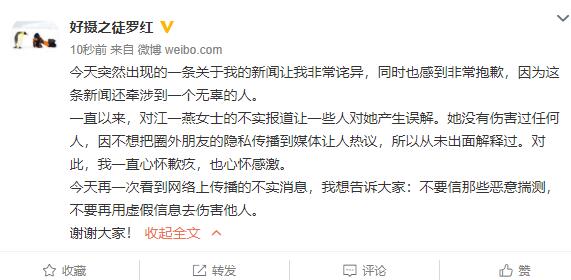 好摄之徒罗红
10秒前 来自 微博 weibo.com
今天突然出现的一条关于我的新闻让我非常诧异，同时也感到非常抱歉，因为这
条新闻还牵涉到一个无辜的人。
一直以来，对江一燕女士的不实报道让一些人对她产生误解。她没有伤害过任何
人，因不想把圈外朋友的隐私传播到媒体让人热议，所以从未出面解释过。对
此，我一直心怀歉疚，也心怀感激。
今天再一次看到网络上传播的不实消息，我想告诉大家：不要信那些恶意揣测，
不要再用虚假信息去伤害他人。
谢谢大家！ 收起全文
收藏 转发 评论 赞